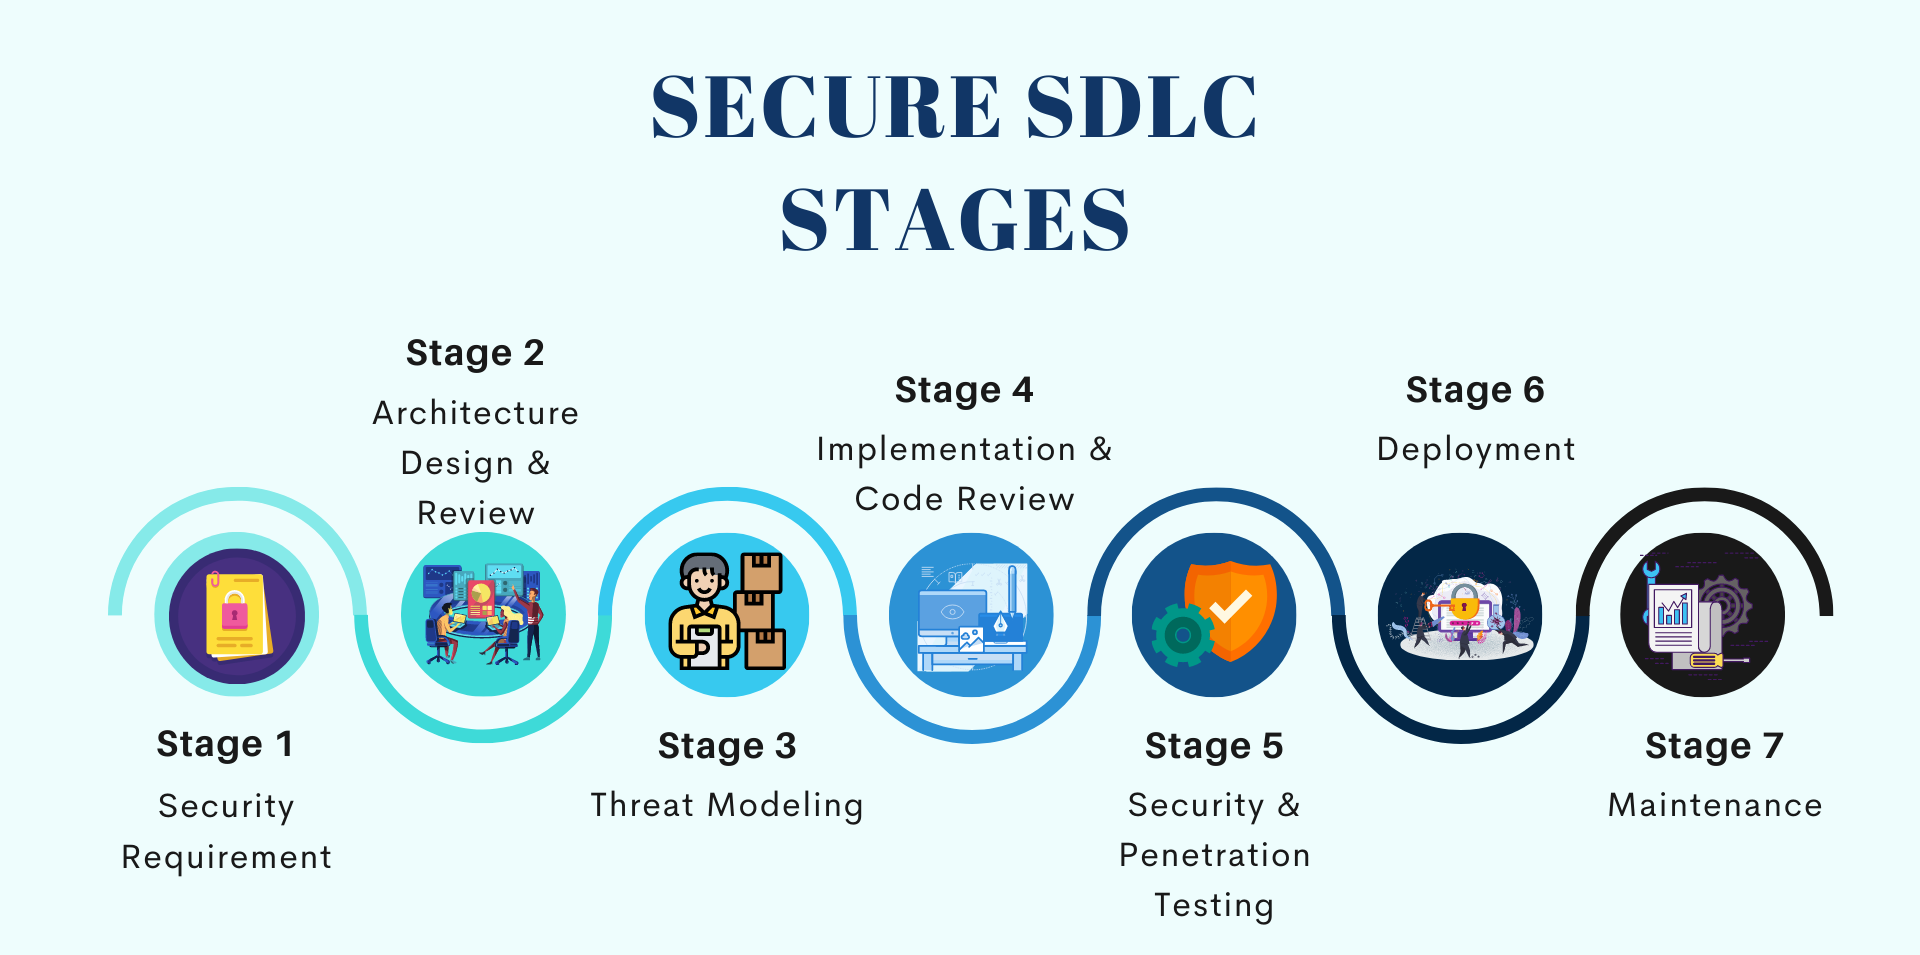 SECURE SDLC
STAGES
Stage 1
Security
Requirement
Stage 2
Architecture
Design &
Review
Stage 3
Threat Modeling
Stage 4
Implementation &
Code Review
Stage 5
Security &
Penetration
Testing
Stage 6
Deployment
Stage 7
Maintenance